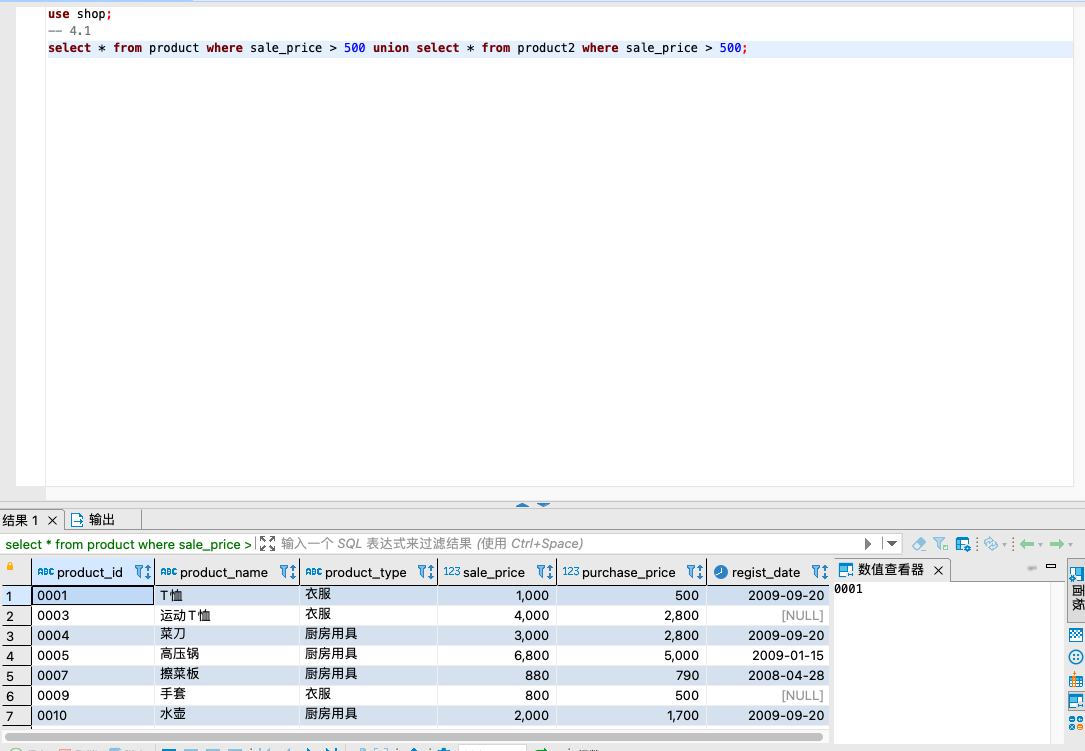 use shop;
-- 4.1
select * from product where sale_price > 500 union select * from product2 where sale_price > 500;
结果 1 输出
select * from product where sale_price > 输入一个 SQL 表达式来过滤结果 (使用 Ctrl+Space)
ABC product_id ABC product_name ABC product_type 123 sale_price 123 purchase_price regist_date 数值查看器
1 0001 T恤 衣服 1,000 500 2009-09-20 0001
2 0003 运动T恤 衣服 4,000 2,800 [NULL]
3 0004 菜刀 厨房用具 3,000 2,800 2009-09-20
4 0005 高压锅 厨房用具 6,800 5,000 2009-01-15
5 0007 擦菜板 厨房用具 880 790 2008-04-28
6 0009 手套 衣服 800 500 [NULL]
7 0010 水壶 厨房用具 2,000 1,700 2009-09-20
面板